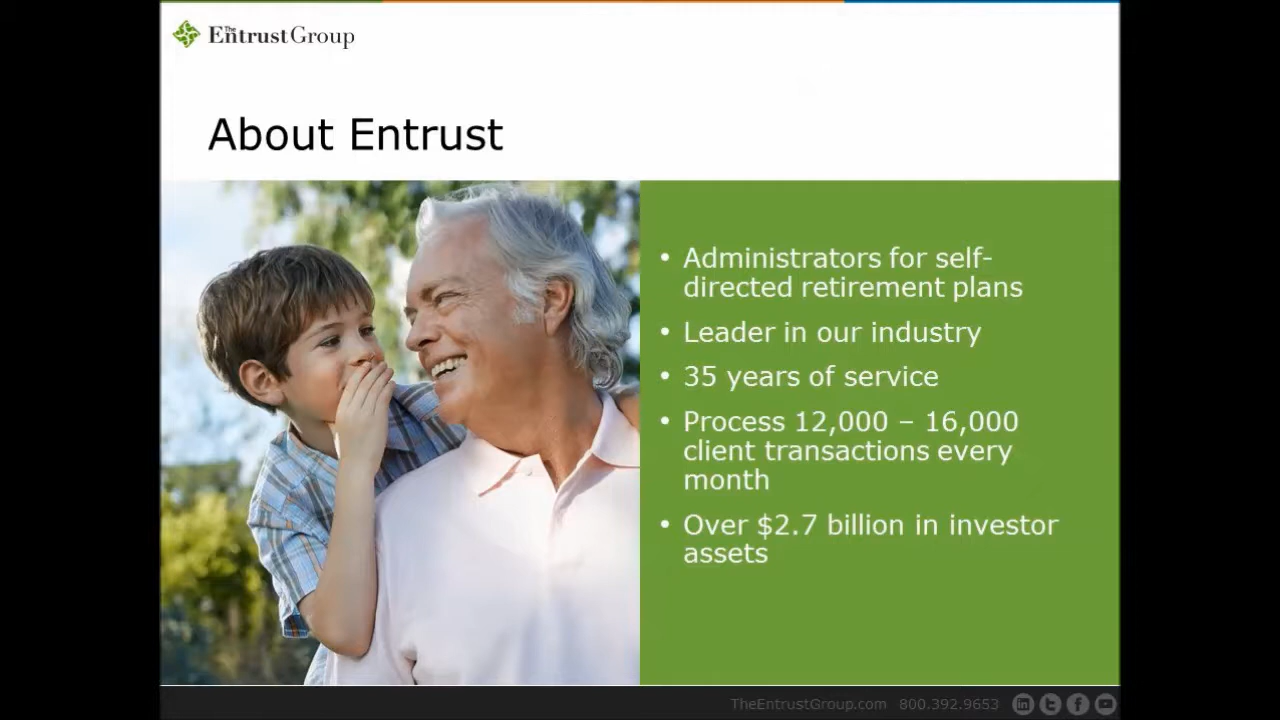 The EntrustGroup
About Entrust
• Administrators for self-
directed retirement plans
• Leader in our industry
• 35 years of service
• Process 12,000 – 16,000
client transactions every
month
• Over $2.7 billion in investor
assets
TheEntrustGroup.com 800.392.9653